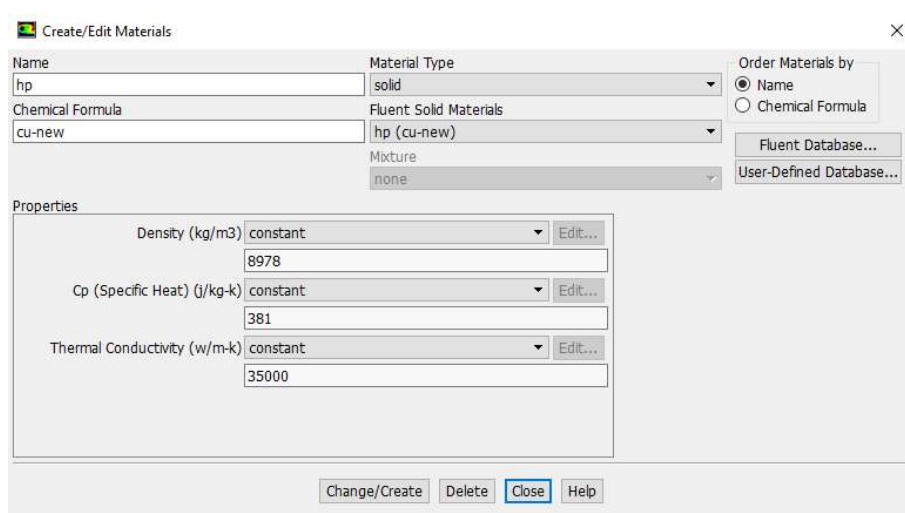 Create/Edit Materials
Name
hp
Chemical Formula
cu-new
Material Type
solid
Fluent Solid Materials
hp (cu-new)
Mixture
none
Order Materials by
Name
Chemical Formula
Fluent Database...
User-Defined Database...
Properties
Density (kg/m3) constant Edit...
8978
Cp (Specific Heat) (j/kg-k) constant Edit...
381
Thermal Conductivity (w/m-k) constant Edit...
35000
Change/Create Delete Close Help